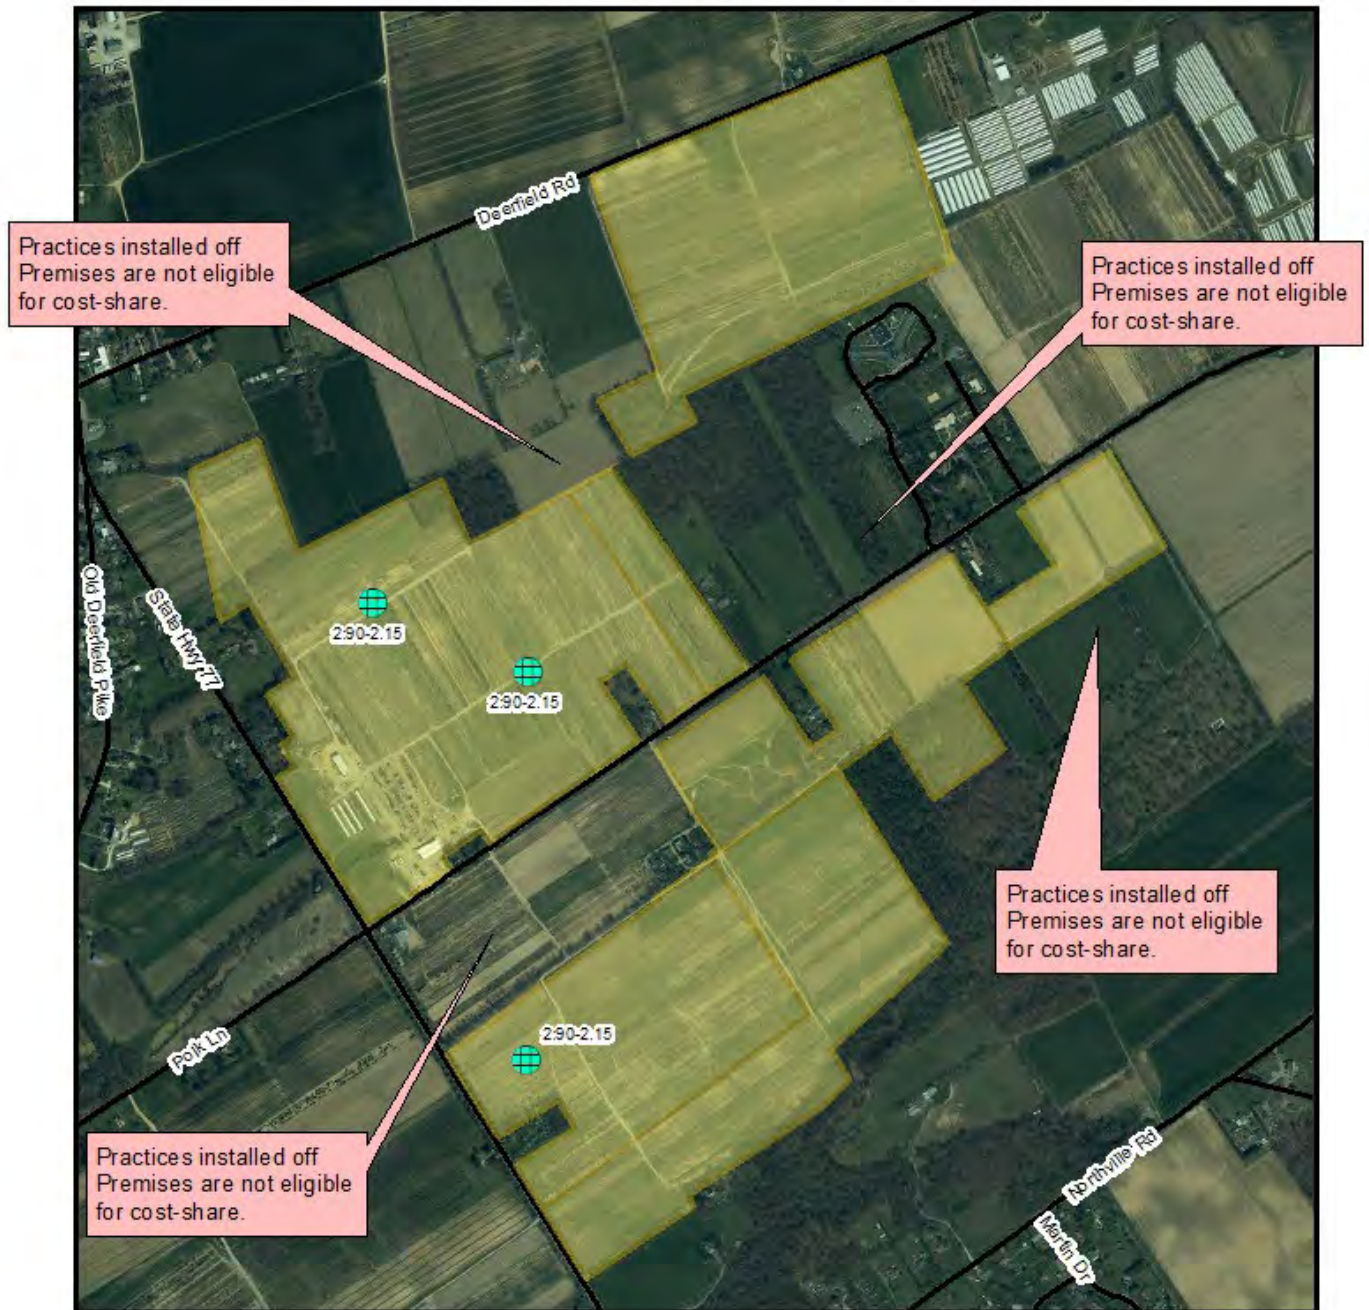 Deerfield Rd
Practices installed off
Premises are not eligible
for cost-share.
Practices installed off
Premises are not eligible
for cost-share.
Old Deerfield Pike
State Hwy 77
2:90-2.15
2:90-2.15
Practices installed off
Premises are not eligible
for cost-share.
2:90-2.15
Polk Ln
Practices installed off
Premises are not eligible
for cost-share.
Northville Rd
Martin Dr